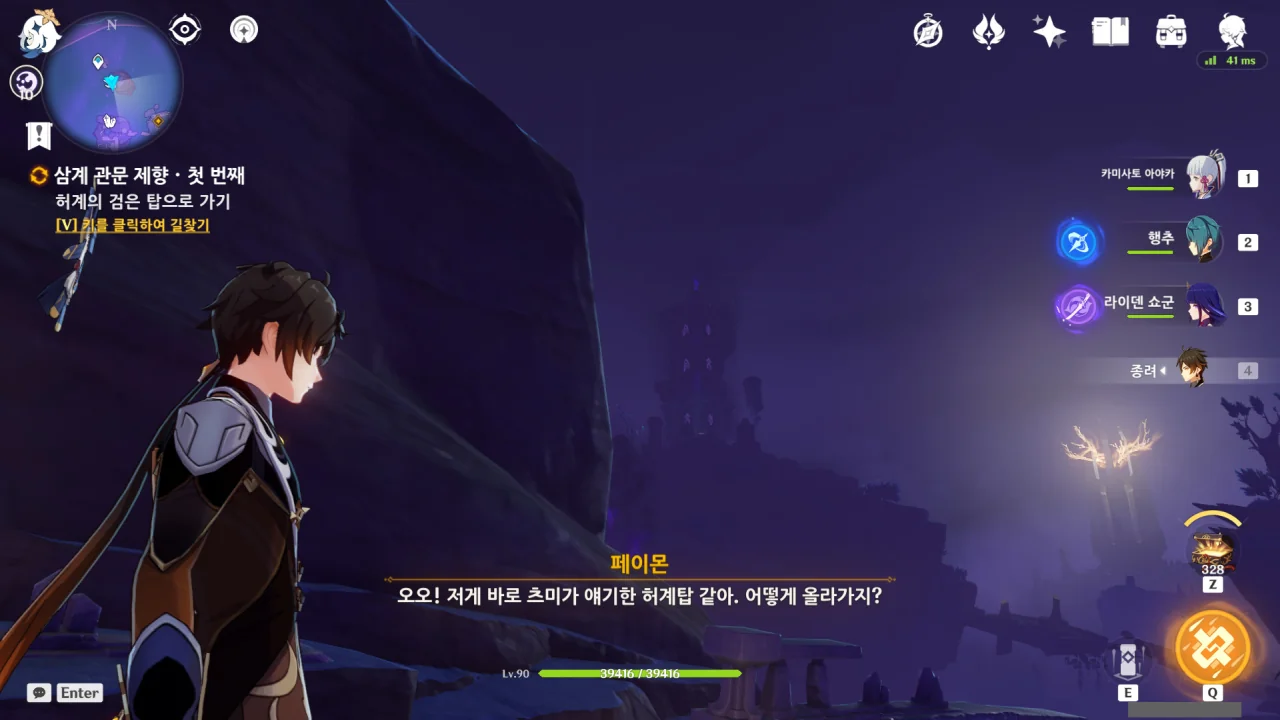 N
41 ms
10
삼계 관문 제향 · 첫 번째
허계의 검은 탑으로 가기
[V] 키를 클릭하여 길찾기
카미사토 아야카
1
행추
2
라이덴 쇼군
3
종려
4
페이몬
오오! 저게 바로 츠미가 얘기한 허계탑 같아. 어떻게 올라가지?
328
Z
Lv.90
39416 / 39416
Enter
E
Q